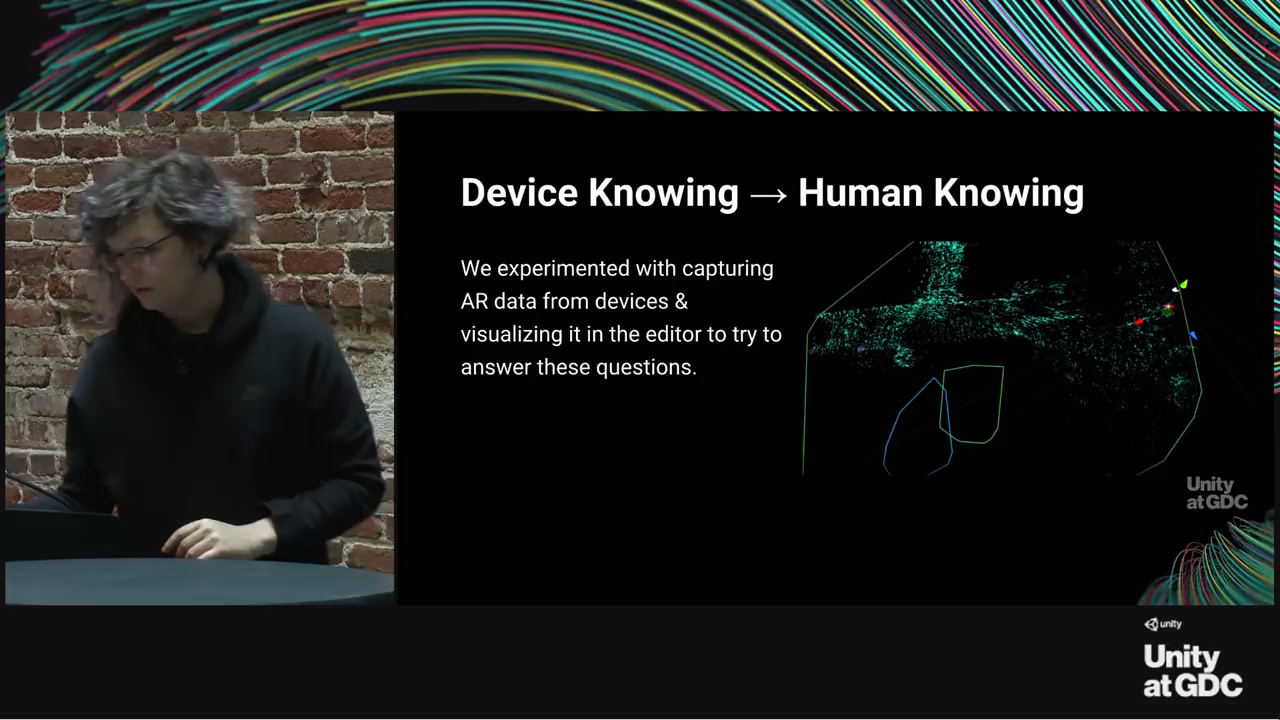 Device Knowing → Human Knowing
We experimented with capturing
AR data from devices &
visualizing it in the editor to try to
answer these questions.
Unity
at GDC
unity
Unity
at GDC